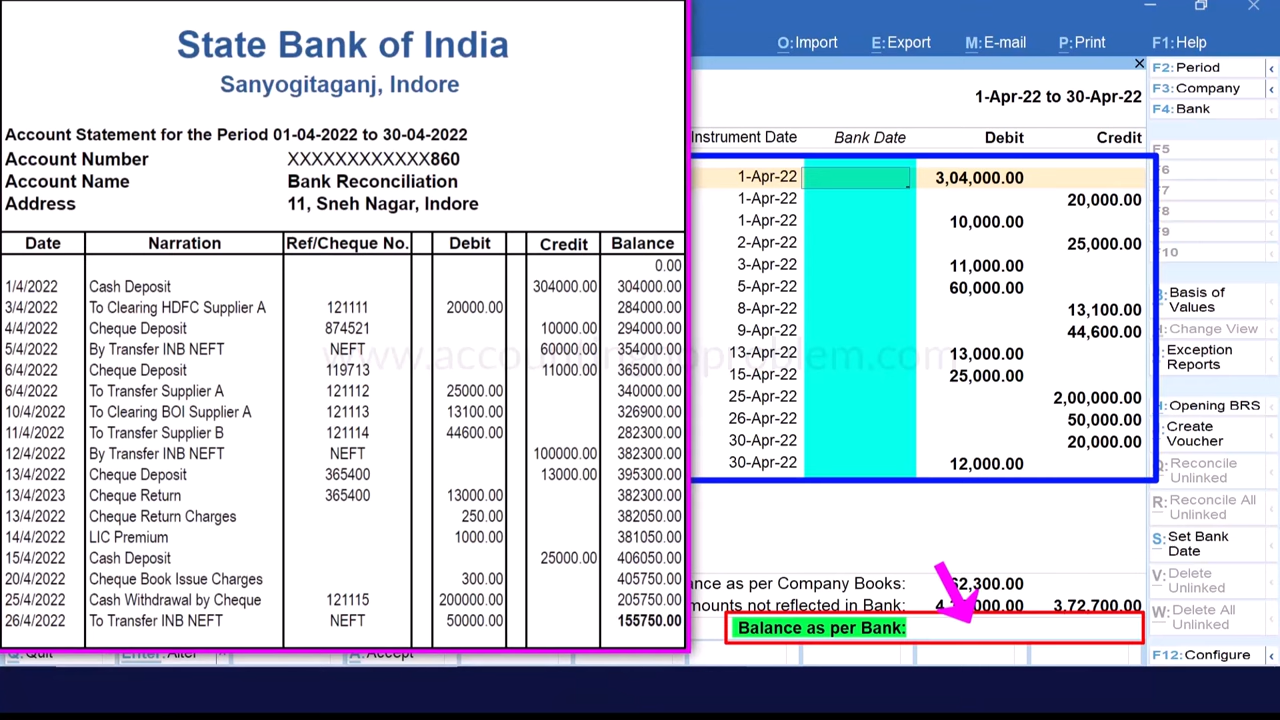 State Bank of India
Sanyogitaganj, Indore
Account Statement for the Period 01-04-2022 to 30-04-2022
Account Number XXXXXXXXXXXX860
Account Name Bank Reconciliation
Address 11, Sneh Nagar, Indore
Date Narration Ref/Cheque No. Debit Credit Balance
0.00
1/4/2022 Cash Deposit 304000.00 304000.00
3/4/2022 To Clearing HDFC Supplier A 121111 20000.00 284000.00
4/4/2022 Cheque Deposit 874521 10000.00 294000.00
5/4/2022 By Transfer INB NEFT NEFT 60000.00 354000.00
6/4/2022 Cheque Deposit 119713 11000.00 365000.00
6/4/2022 To Transfer Supplier A 121112 25000.00 340000.00
10/4/2022 To Clearing BOI Supplier A 121113 13100.00 326900.00
11/4/2022 To Transfer Supplier B 121114 44600.00 282300.00
12/4/2022 By Transfer INB NEFT NEFT 100000.00 382300.00
13/4/2022 Cheque Deposit 365400 13000.00 395300.00
13/4/2023 Cheque Return 365400 13000.00 382300.00
13/4/2022 Cheque Return Charges 250.00 382050.00
14/4/2022 LIC Premium 1000.00 381050.00
15/4/2022 Cash Deposit 25000.00 406050.00
20/4/2022 Cheque Book Issue Charges 300.00 405750.00
25/4/2022 Cash Withdrawal by Cheque 121115 200000.00 205750.00
26/4/2022 To Transfer INB NEFT NEFT 50000.00 155750.00
O: Import E: Export M: E-mail P: Print F1: Help
1-Apr-22 to 30-Apr-22
Instrument Date Bank Date Debit Credit
1-Apr-22 3,04,000.00
1-Apr-22 20,000.00
1-Apr-22 10,000.00
2-Apr-22 25,000.00
3-Apr-22 11,000.00
5-Apr-22 60,000.00
8-Apr-22 13,100.00
9-Apr-22 44,600.00
13-Apr-22 13,000.00
15-Apr-22 25,000.00
25-Apr-22 2,00,000.00
26-Apr-22 50,000.00
30-Apr-22 20,000.00
30-Apr-22 12,000.00
as per Company Books: 62,300.00
not reflected in Bank: 3,72,700.00
Balance as per Bank:
F2: Period
F3: Company
F4: Bank
F5
F6
F7
F8
F9
F10
Basis of
Values
Change View
Exception
Reports
Opening BRS
Create
Voucher
Reconcile
Unlinked
R: Reconcile All
Unlinked
S: Set Bank
Date
V: Delete
Unlinked
W: Delete All
Unlinked
F12: Configure
Q: Quit Enter: Alter A: Accept